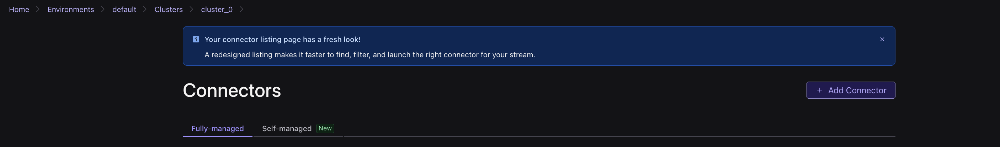 Home > Environments > default > Clusters > cluster_0 >
Your connector listing page has a fresh look!
A redesigned listing makes it faster to find, filter, and launch the right connector for your stream.
Connectors
+ Add Connector
Fully-managed Self-managed New